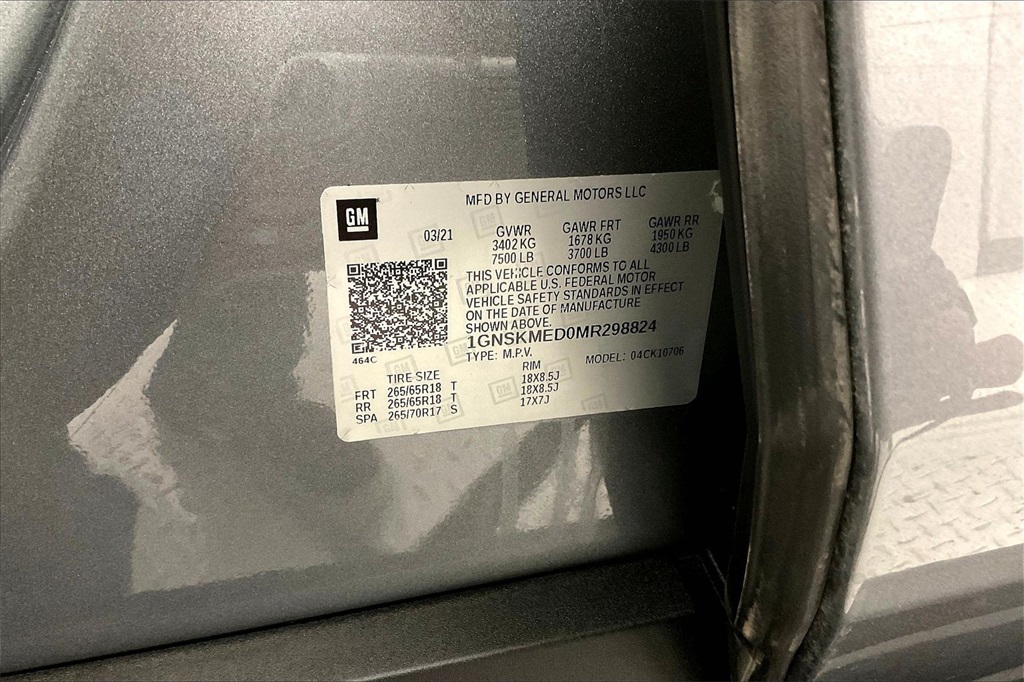 MFD BY GENERAL MOTORS LLC
GM
03/21 GVWR GAWR FRT GAWR RR
3402 KG 1678 KG 1950 KG
7500 LB 3700 LB 4300 LB
THIS VEHICLE CONFORMS TO ALL
APPLICABLE U.S. FEDERAL MOTOR
VEHICLE SAFETY STANDARDS IN EFFECT
ON THE DATE OF MANUFACTURE
SHOWN ABOVE.
1GNSKMED0MR298824
464C
TYPE: M.P.V. MODEL: 04CK10706
TIRE SIZE RIM
FRT 265/65R18 T 18X8.5J
RR 265/65R18 T 18X8.5J
SPA 265/70R17 S 17X7J